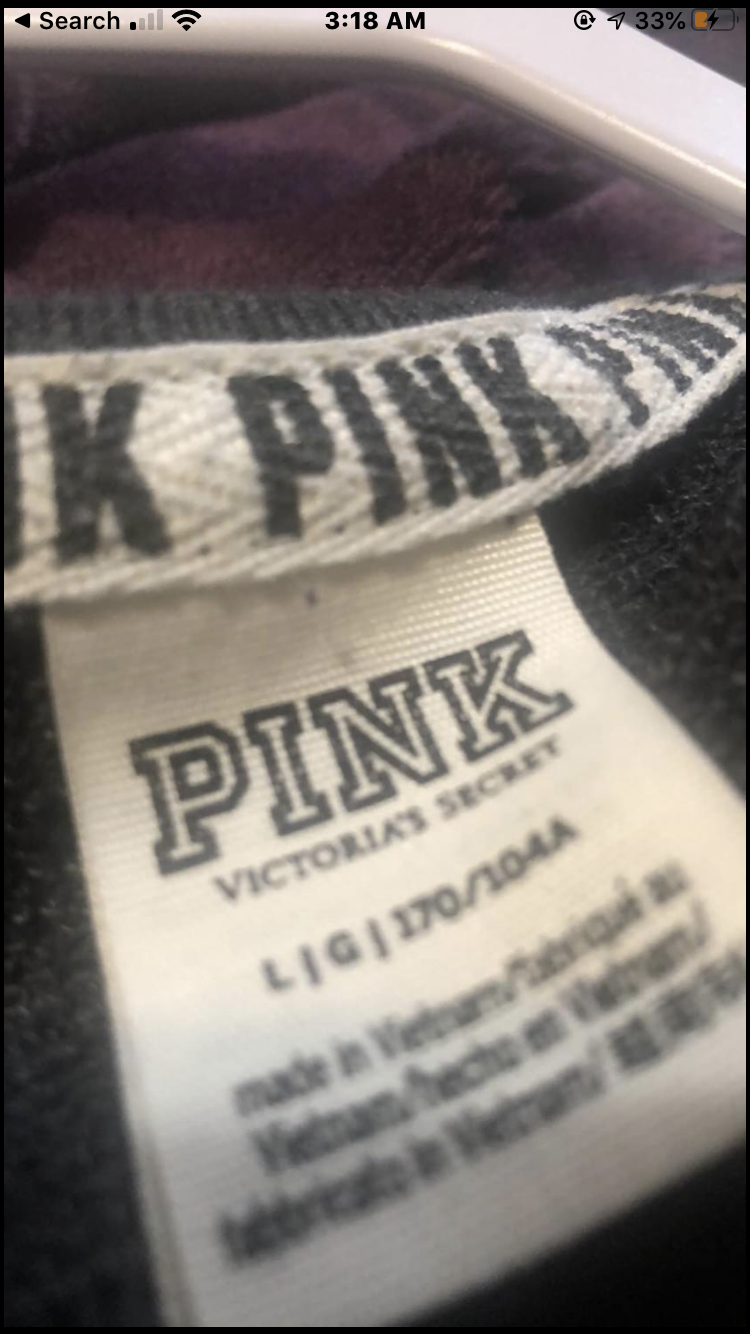 Search 3:18 AM 33%
K PINK PINK
PINK
VICTORIA'S SECRET
L | G | 170/104A
made in Vietnam/fabriqué au
Vietnam/hecho en Vietnam/
fabbricato in Vietnam/